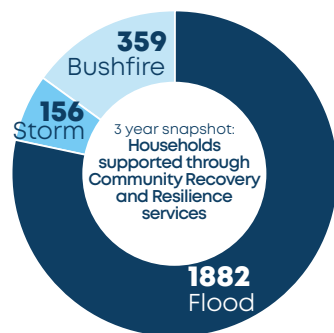 359
Bushfire
156
Storm
3 year snapshot:
Households
supported through
Community Recovery
and Resilience
services
1882
Flood